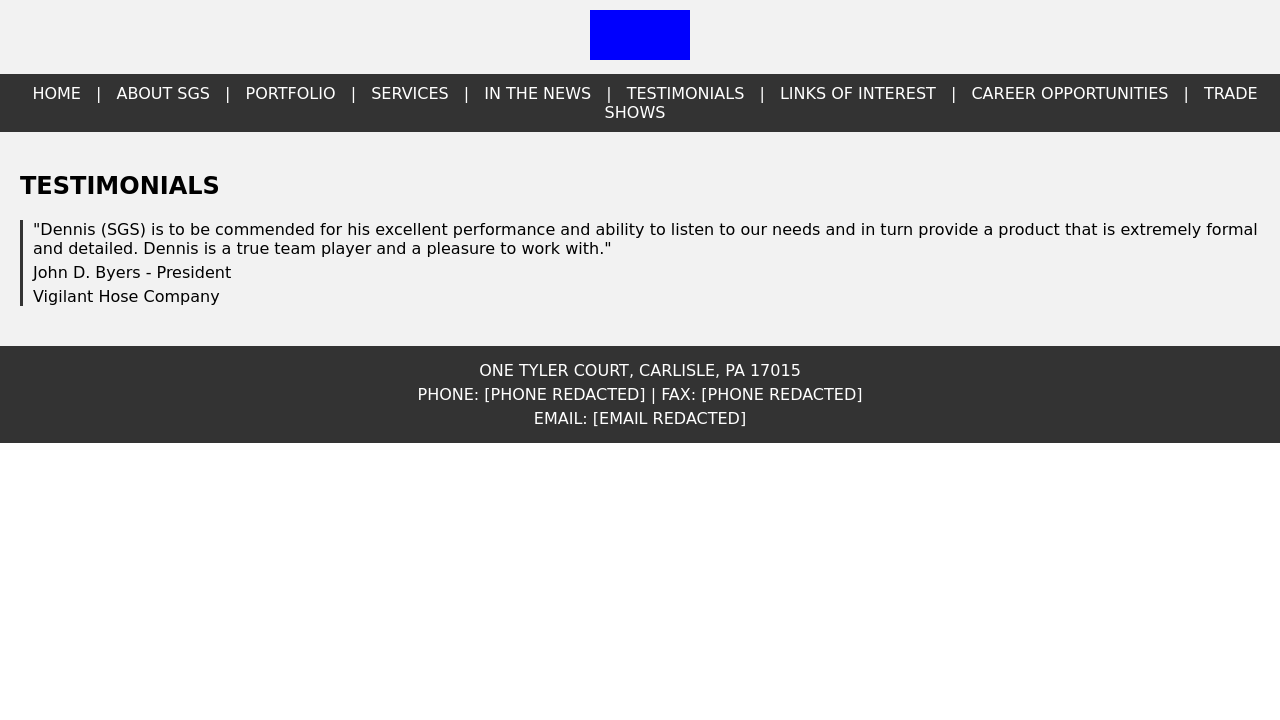 HOME | ABOUT SGS | PORTFOLIO | SERVICES | IN THE NEWS | TESTIMONIALS | LINKS OF INTEREST | CAREER OPPORTUNITIES | TRADE
SHOWS
TESTIMONIALS
"Dennis (SGS) is to be commended for his excellent performance and ability to listen to our needs and in turn provide a product that is extremely formal
and detailed. Dennis is a true team player and a pleasure to work with."
John D. Byers - President
Vigilant Hose Company
ONE TYLER COURT, CARLISLE, PA 17015
PHONE: [PHONE REDACTED] | FAX: [PHONE REDACTED]
EMAIL: [EMAIL REDACTED]